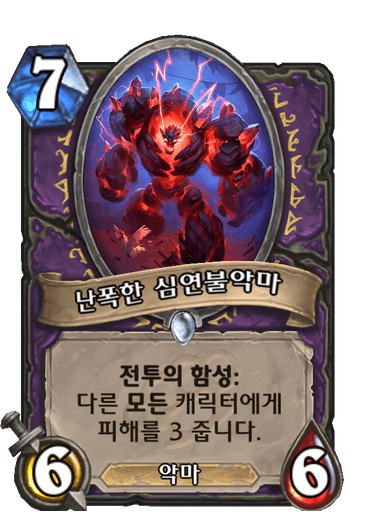 7
난폭한 심연불악마
전투의 함성:
다른 모든 캐릭터에게
피해를 3 줍니다.
6
악마
6